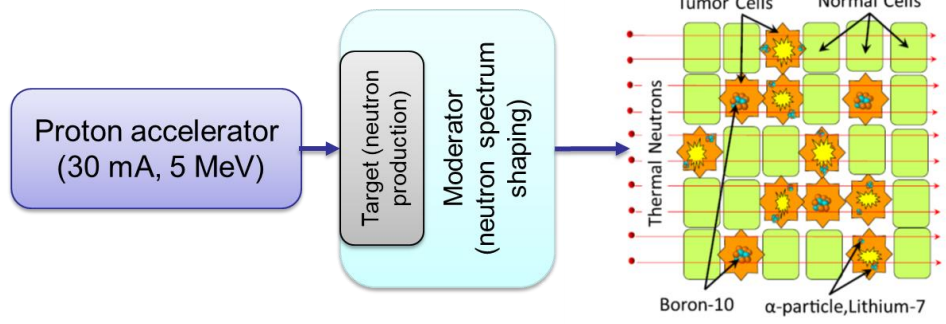 Proton accelerator
(30 mA, 5 MeV)
Target (neutron
production)
Moderator
(neutron spectrum
shaping)
Tumor Cells
Normal Cells
Thermal Neutrons
Boron-10
α-particle,Lithium-7